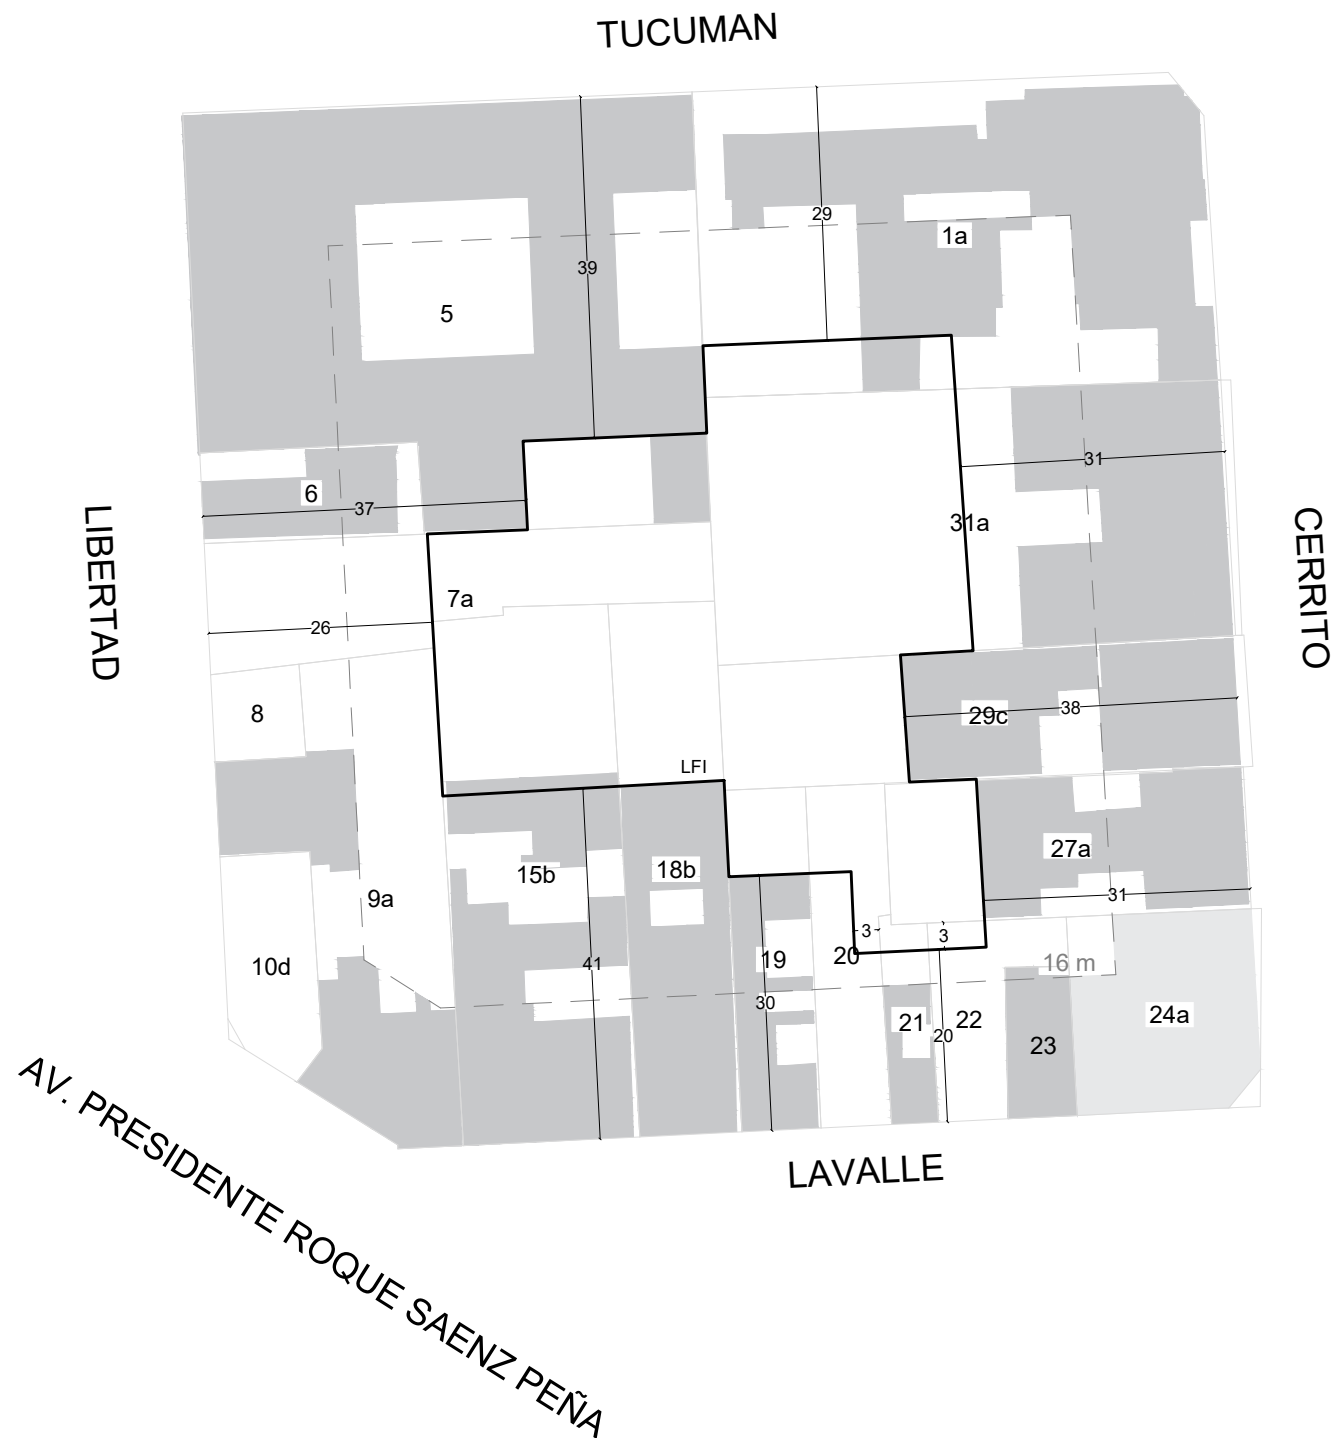 TUCUMAN
29
1a
39
5
31
6
37
31a
LIBERTAD
CERRITO
7a
26
8
29c
38
LFI
27a
18b
15b
31
9a
3
3
20
19
41
10d
16 m
30
21
22
20
23
24a
AV. PRESIDENTE ROQUE SAENZ PEÑA
LAVALLE